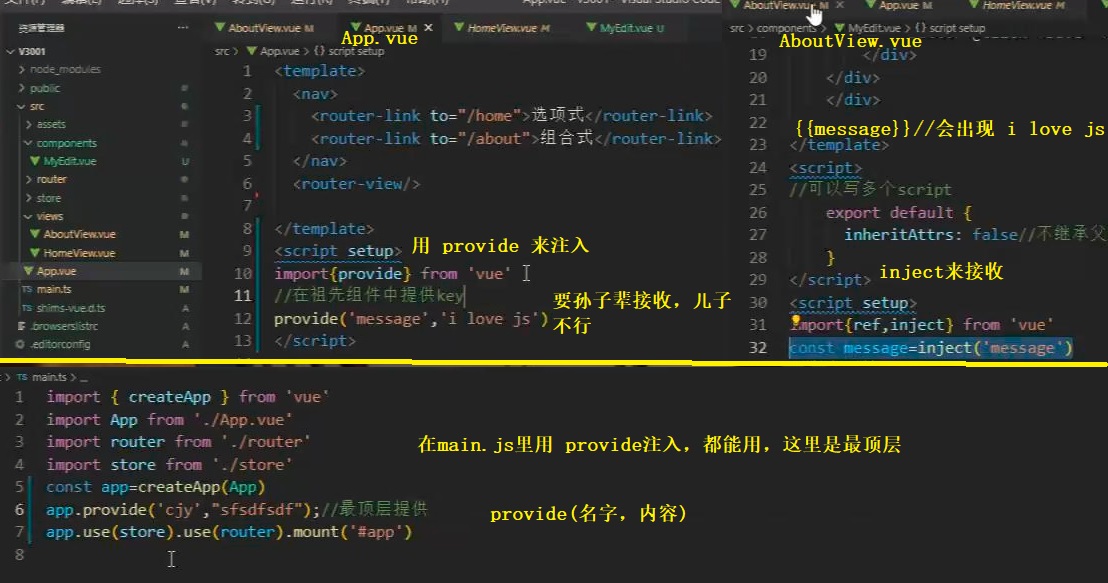 App.vue - V3001 - Visual Studio Code
资源管理器
V3001
node_modules
public
src
assets
components
MyEdit.vue U
router
store
views
AboutView.vue M
HomeView.vue M
App.vue M
TS main.ts M
TS shims-vue.d.ts A
.browserslistrc A
.editorconfig A
AboutView.vue M
App.vue M
HomeView.vue M
MyEdit.vue U
App.vue
src > App.vue > {} script setup
1 <template>
2 <nav>
3 <router-link to="/home">选项式</router-link>
4 <router-link to="/about">组合式</router-link>
5 </nav>
6 <router-view/>
7
8 </template>
9 <script setup>
用 provide 来注入
10 import{provide} from 'vue'
11 //在祖先组件中提供key
要孙子辈接收，儿子
不行
12 provide('message','i love js')
13 </script>
AboutView.vue M
App.vue M
HomeView.vue M
src > components > MyEdit.vue > {} script setup
AboutView.vue
19 </div>
20 </div>
21 </div>
22 {{message}}//会出现 i love js
23 </template>
24 <script>
25 //可以写多个script
26 export default {
27 inheritAttrs: false//不继承父
28 }
29 </script>
inject来接收
30 <script setup>
31 import{ref,inject} from 'vue'
32 const message=inject('message')
TS main.ts > ...
1 import { createApp } from 'vue'
2 import App from './App.vue'
3 import router from './router'
4 import store from './store'
5 const app=createApp(App)
6 app.provide('cjy',"sfsdfsdf");//最顶层提供
7 app.use(store).use(router).mount('#app')
8
在main.js里用 provide注入，都能用，这里是最顶层
provide(名字，内容)